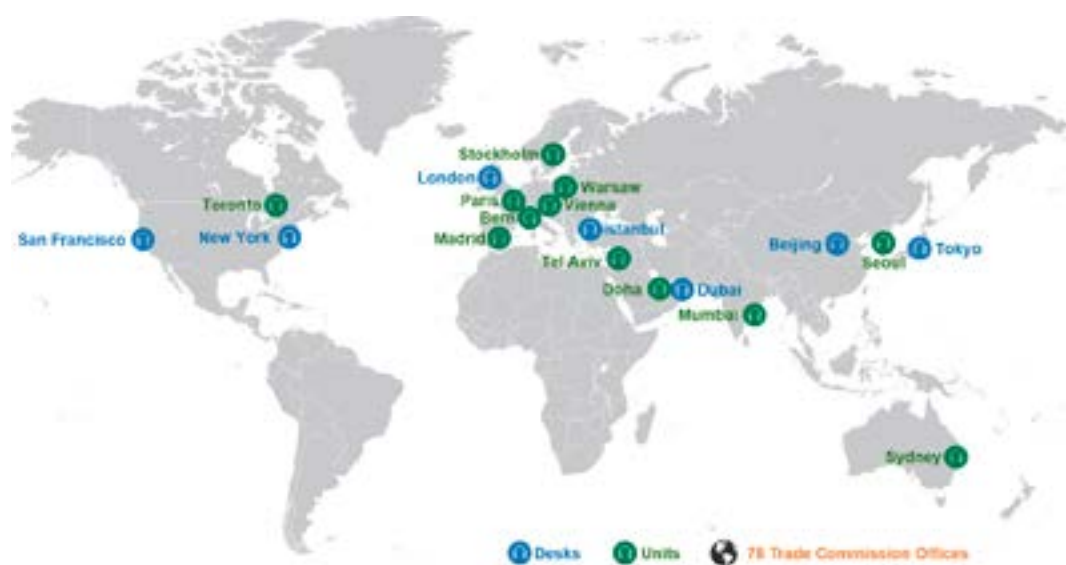 Stockholm
London
Warsaw
Paris
Vienna
Toronto
Bern
San Francisco
New York
Madrid
Istanbul
Beijing
Seoul
Tokyo
Tel Aviv
Doha
Dubai
Mumbai
Sydney
Desks
Units
78 Trade Commission Offices